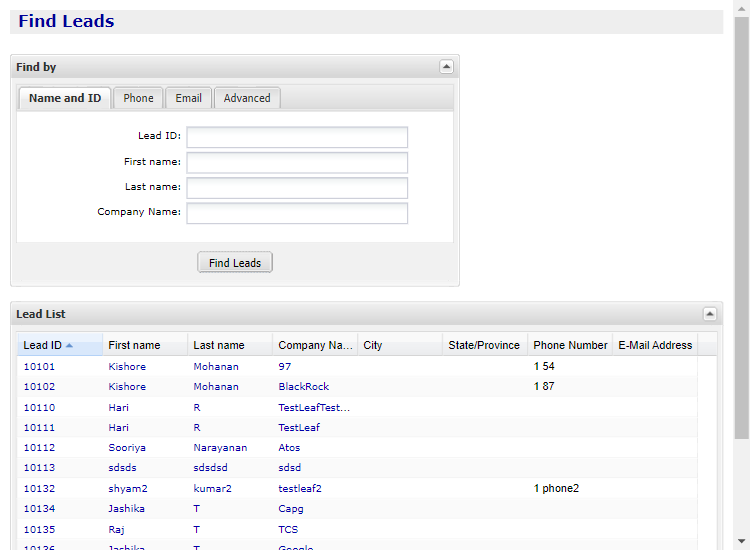 Find Leads
Find by
Name and ID Phone Email Advanced
Lead ID:
First name:
Last name:
Company Name:
Find Leads
Lead List
Lead ID First name Last name Company Na... City State/Province Phone Number E-Mail Address
10101 Kishore Mohanan 97 1 54
10102 Kishore Mohanan BlackRock 1 87
10110 Hari R TestLeafTest...
10111 Hari R TestLeaf
10112 Sooriya Narayanan Atos
10113 sdsds sdsdsd sdsd
10132 shyam2 kumar2 testleaf2 1 phone2
10134 Jashika T Capg
10135 Raj T TCS
10136 Jashika T Google